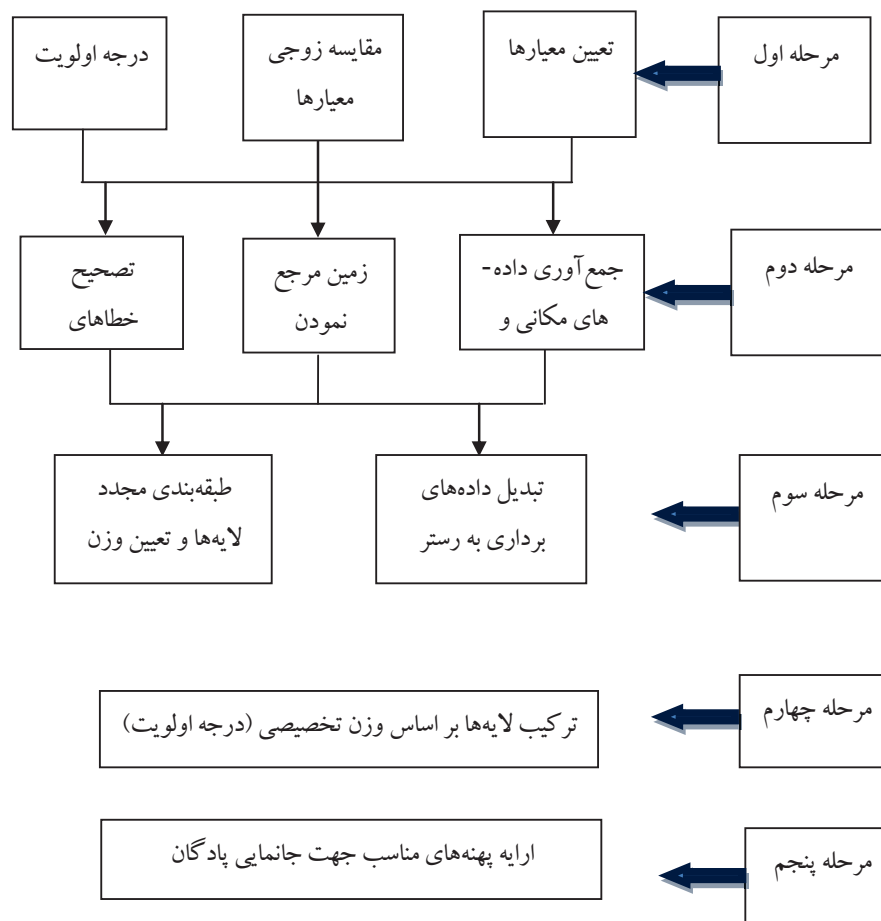 مرحله اول
تعیین معیارها
مقایسه زوجی
معیارها
درجه اولویت
مرحله دوم
جمع‌آوری داده-
های مکانی و
زمین مرجع
نمودن
تصحیح
خطاهای
مرحله سوم
تبدیل داده‌های
برداری به رستر
طبقه‌بندی مجدد
لایه‌ها و تعیین وزن
مرحله چهارم
ترکیب لایه‌ها بر اساس وزن تخصیصی (درجه اولویت)
مرحله پنجم
ارایه پهنه‌های مناسب جهت جانمایی پادگان